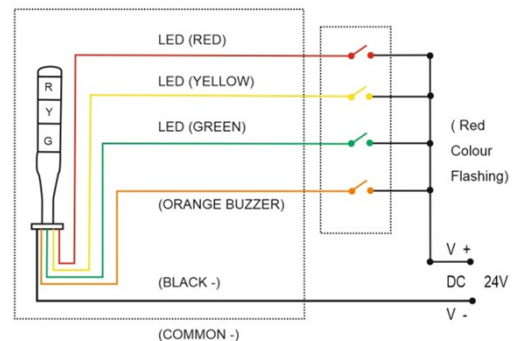 LED (RED)
LED (YELLOW)
LED (GREEN)
(ORANGE BUZZER)
(BLACK -)
(COMMON -)
R
Y
G
( Red
Colour
Flashing)
V +
DC 24V
V -